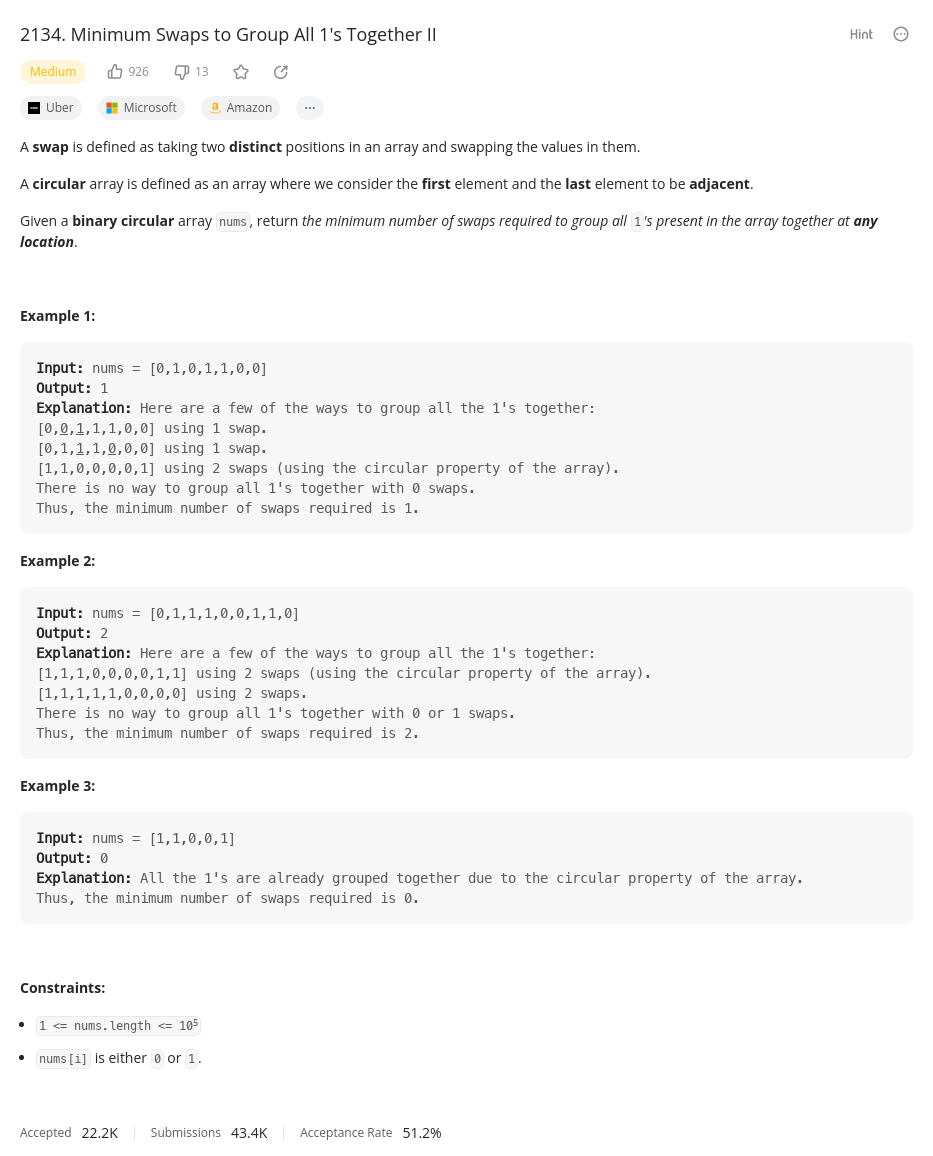 2134. Minimum Swaps to Group All 1's Together II
Hint
Medium 926 13
Uber Microsoft Amazon ...
A swap is defined as taking two distinct positions in an array and swapping the values in them.
A circular array is defined as an array where we consider the first element and the last element to be adjacent.
Given a binary circular array nums, return the minimum number of swaps required to group all 1's present in the array together at any
location.
Example 1:
Input: nums = [0,1,0,1,1,0,0]
Output: 1
Explanation: Here are a few of the ways to group all the 1's together:
[0,0,1,1,1,0,0] using 1 swap.
[0,1,1,1,0,0,0] using 1 swap.
[1,1,0,0,0,0,1] using 2 swaps (using the circular property of the array).
There is no way to group all 1's together with 0 swaps.
Thus, the minimum number of swaps required is 1.
Example 2:
Input: nums = [0,1,1,1,0,0,1,1,0]
Output: 2
Explanation: Here are a few of the ways to group all the 1's together:
[1,1,1,0,0,0,0,1,1] using 2 swaps (using the circular property of the array).
[1,1,1,1,1,0,0,0,0] using 2 swaps.
There is no way to group all 1's together with 0 or 1 swaps.
Thus, the minimum number of swaps required is 2.
Example 3:
Input: nums = [1,1,0,0,1]
Output: 0
Explanation: All the 1's are already grouped together due to the circular property of the array.
Thus, the minimum number of swaps required is 0.
Constraints:
• 1 <= nums.length <= 10⁵
• nums[i] is either 0 or 1.
Accepted 22.2K Submissions 43.4K Acceptance Rate 51.2%